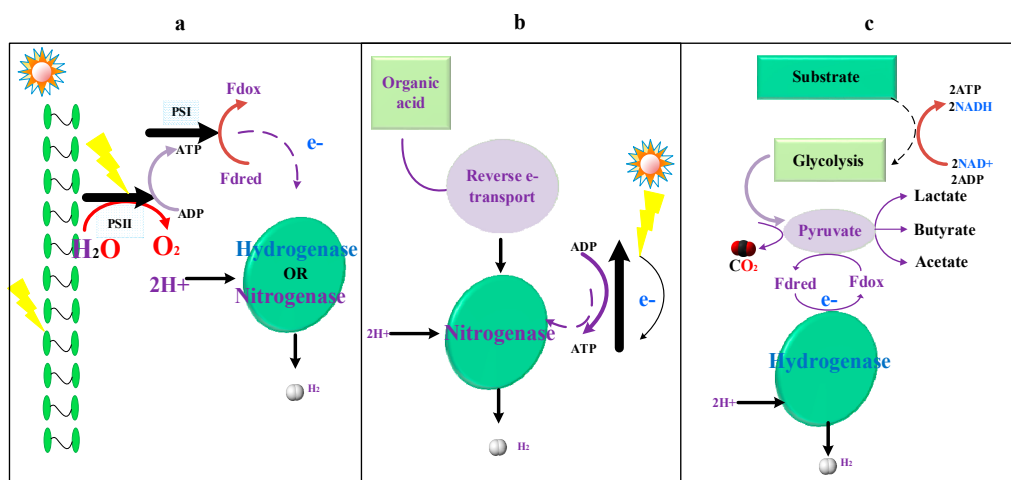 a
PSI
Fdox
ATP
e-
Fdred
ADP
PSII
H2O
O2
Hydrogenase
OR
Nitrogenase
2H+
H2
b
Organic
acid
Reverse e-
transport
ADP
e-
Nitrogenase
2H+
ATP
H2
c
Substrate
2ATP
2NADH
Glycolysis
2NAD+
2ADP
Lactate
Pyruvate
Butyrate
CO2
Acetate
Fdred
Fdox
e-
Hydrogenase
2H+
H2